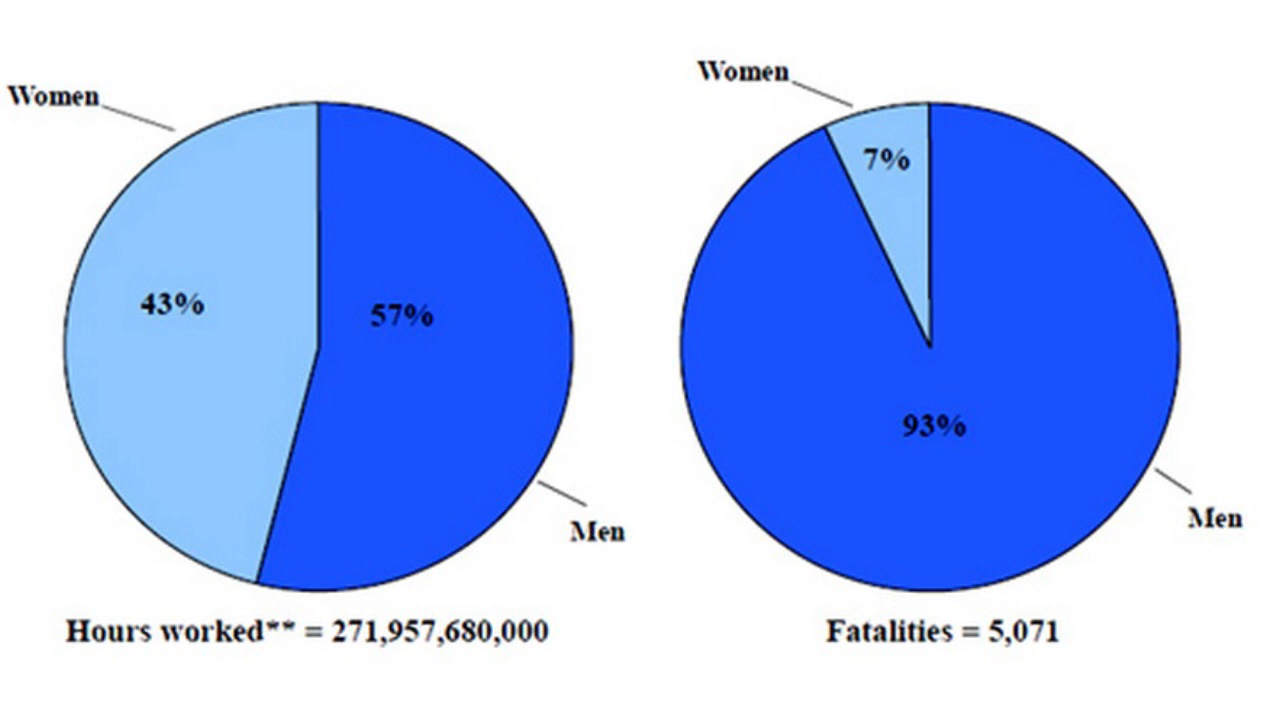 Women
43%
57%
Men
Hours worked** = 271,957,680,000
Women
7%
93%
Men
Fatalities = 5,071